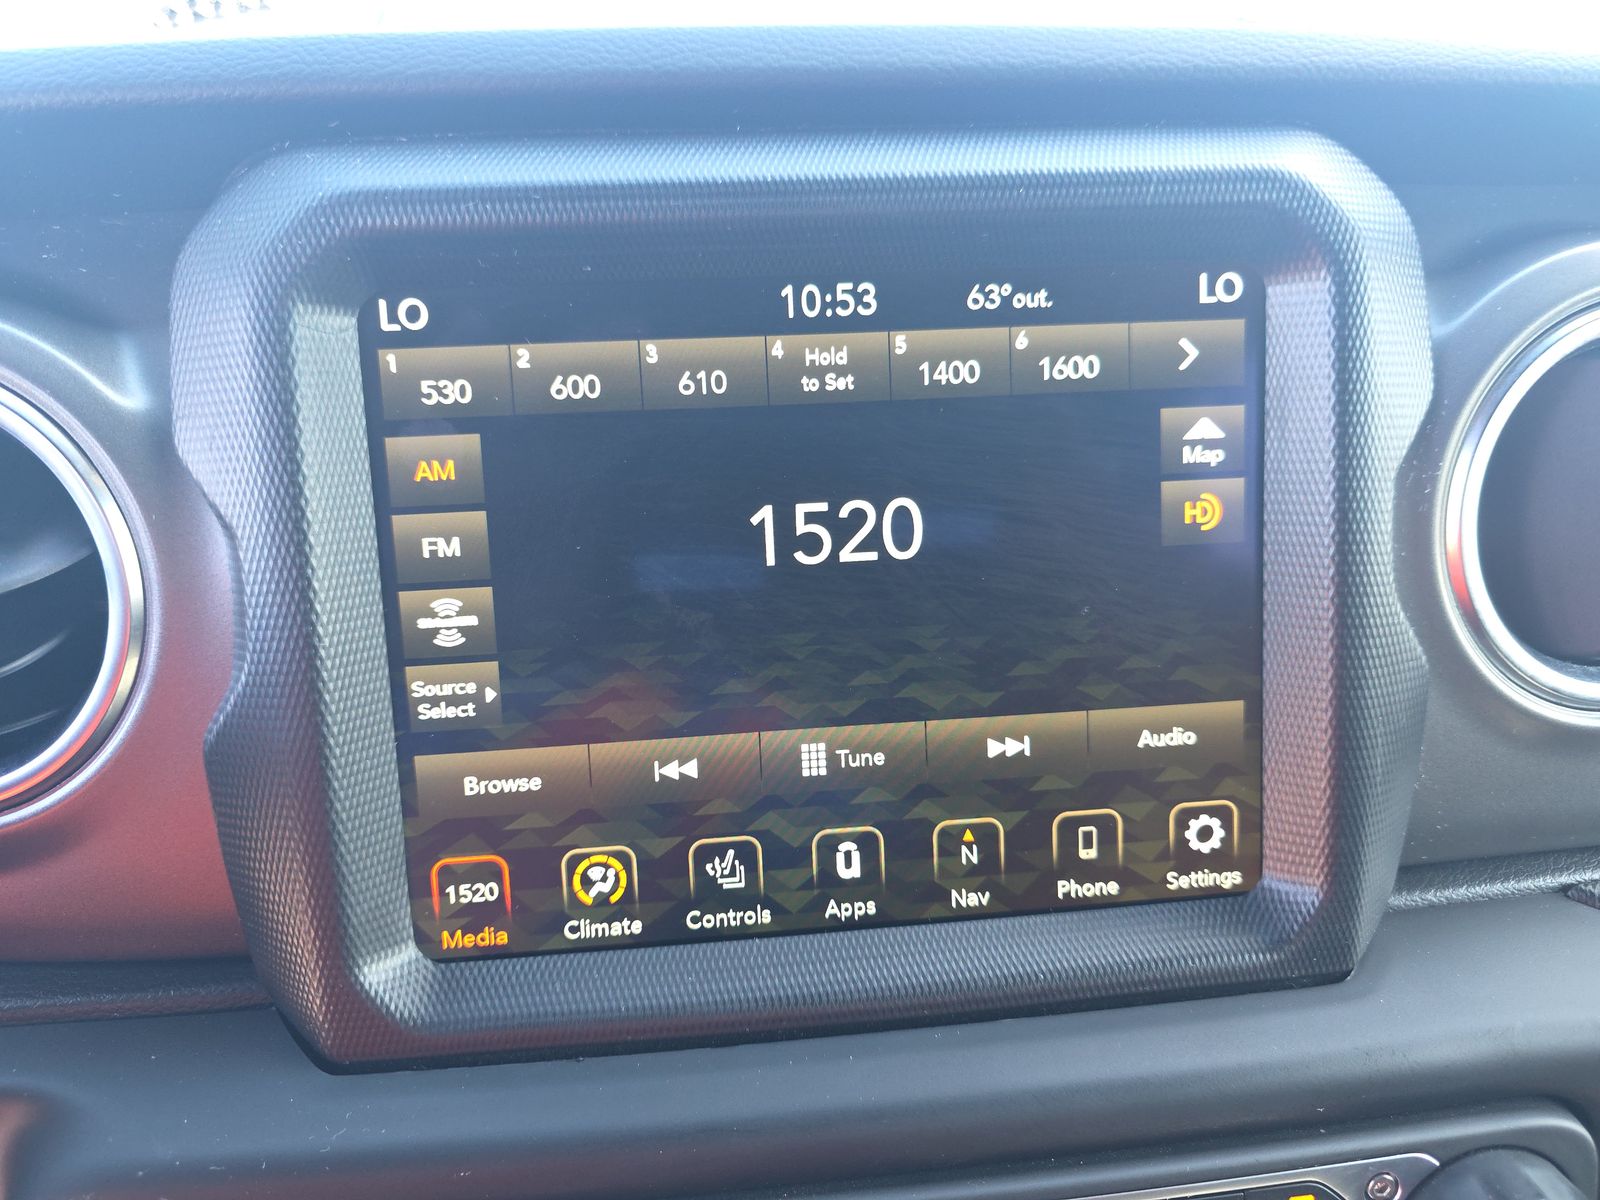 LO 10:53 63° out. LO
1 530 2 600 3 610 4 Hold to Set 5 1400 6 1600
Map
AM
HD
1520
FM
Source
Select
Browse Tune Audio
1520 N
Media Climate Controls Apps Nav Phone Settings